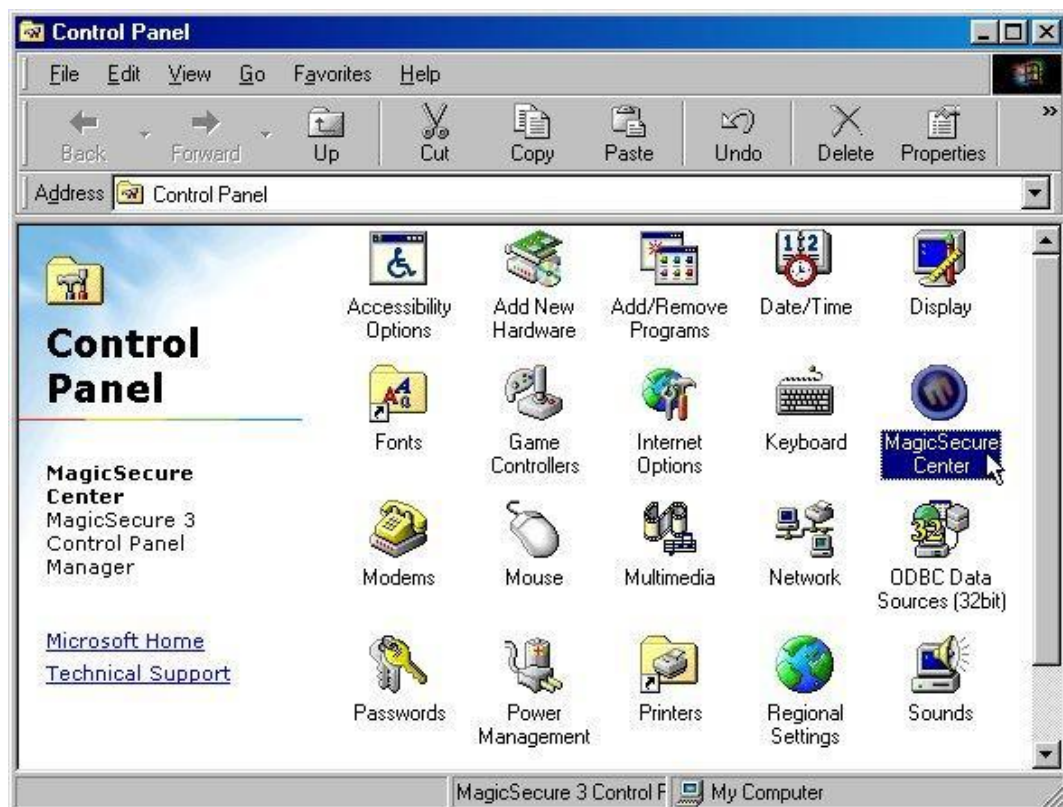 Control Panel
File Edit View Go Favorites Help
Back Forward Up Cut Copy Paste Undo Delete Properties »
Address Control Panel
Control
Panel
MagicSecure
Center
MagicSecure 3
Control Panel
Manager
Microsoft Home
Technical Support
Accessibility
Options
Add New
Hardware
Add/Remove
Programs
Date/Time
Display
Fonts
Game
Controllers
Internet
Options
Keyboard
MagicSecure
Center
Modems
Mouse
Multimedia
Network
ODBC Data
Sources (32bit)
Passwords
Power
Management
Printers
Regional
Settings
Sounds
MagicSecure 3 Control F My Computer